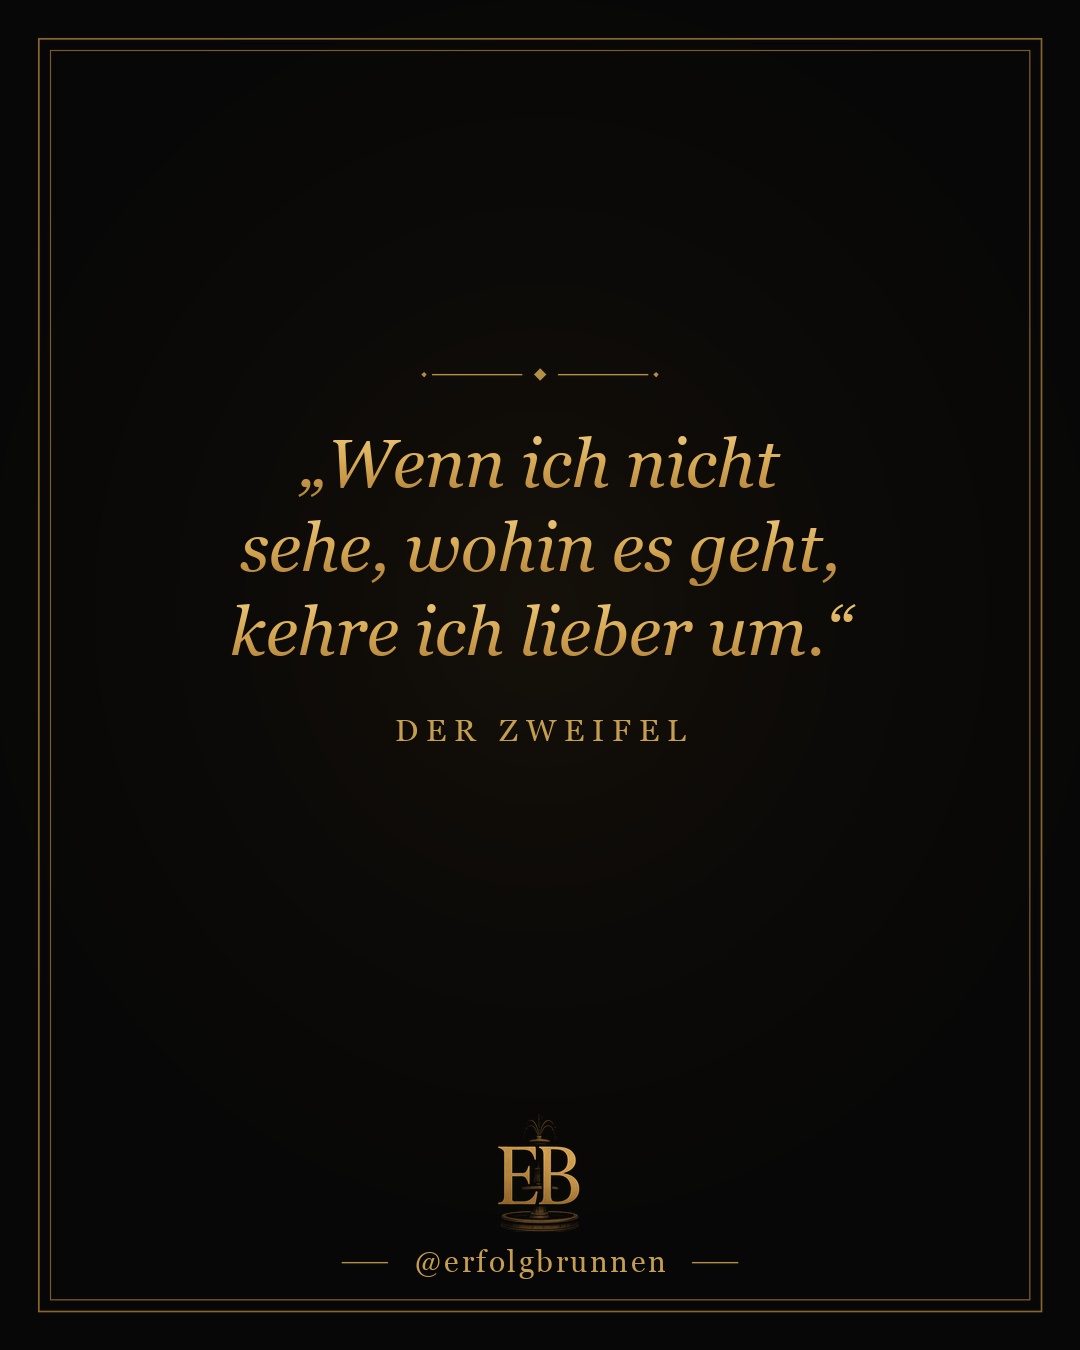 „Wenn ich nicht
sehe, wohin es geht,
kehre ich lieber um.“
DER ZWEIFEL
EB
@erfolgbrunnen